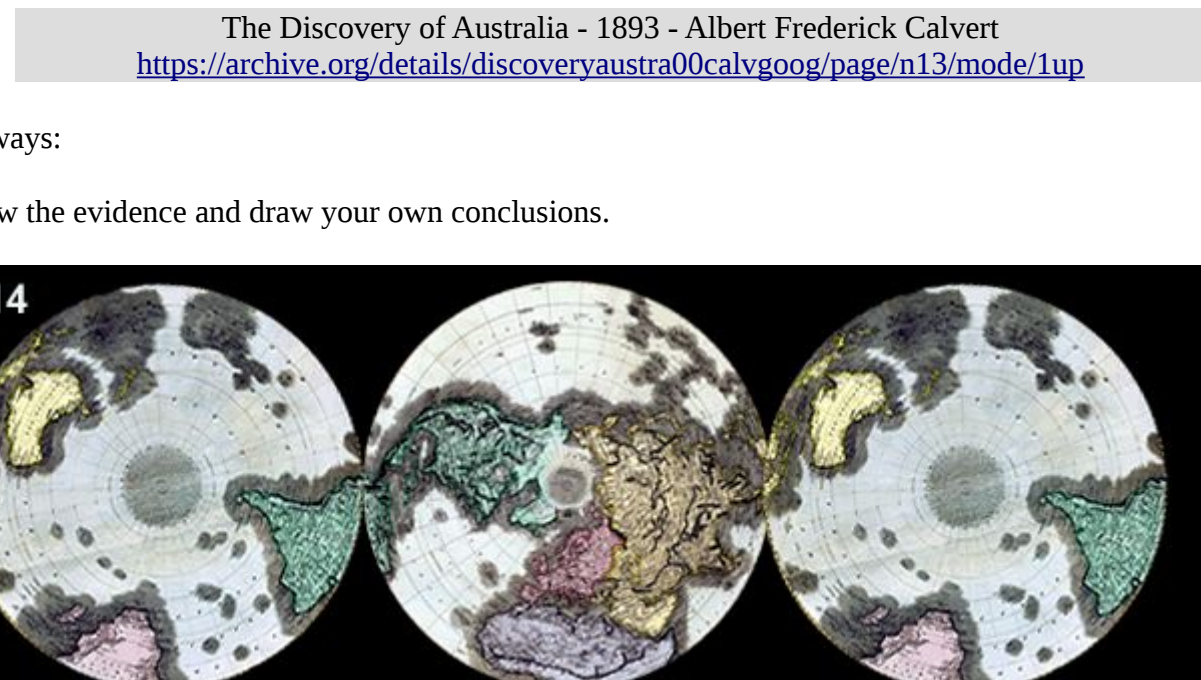 The Discovery of Australia - 1893 - Albert Frederick Calvert
https://archive.org/details/discoveryaustra00calvgoog/page/n13/mode/1up
ways:
w the evidence and draw your own conclusions.
14